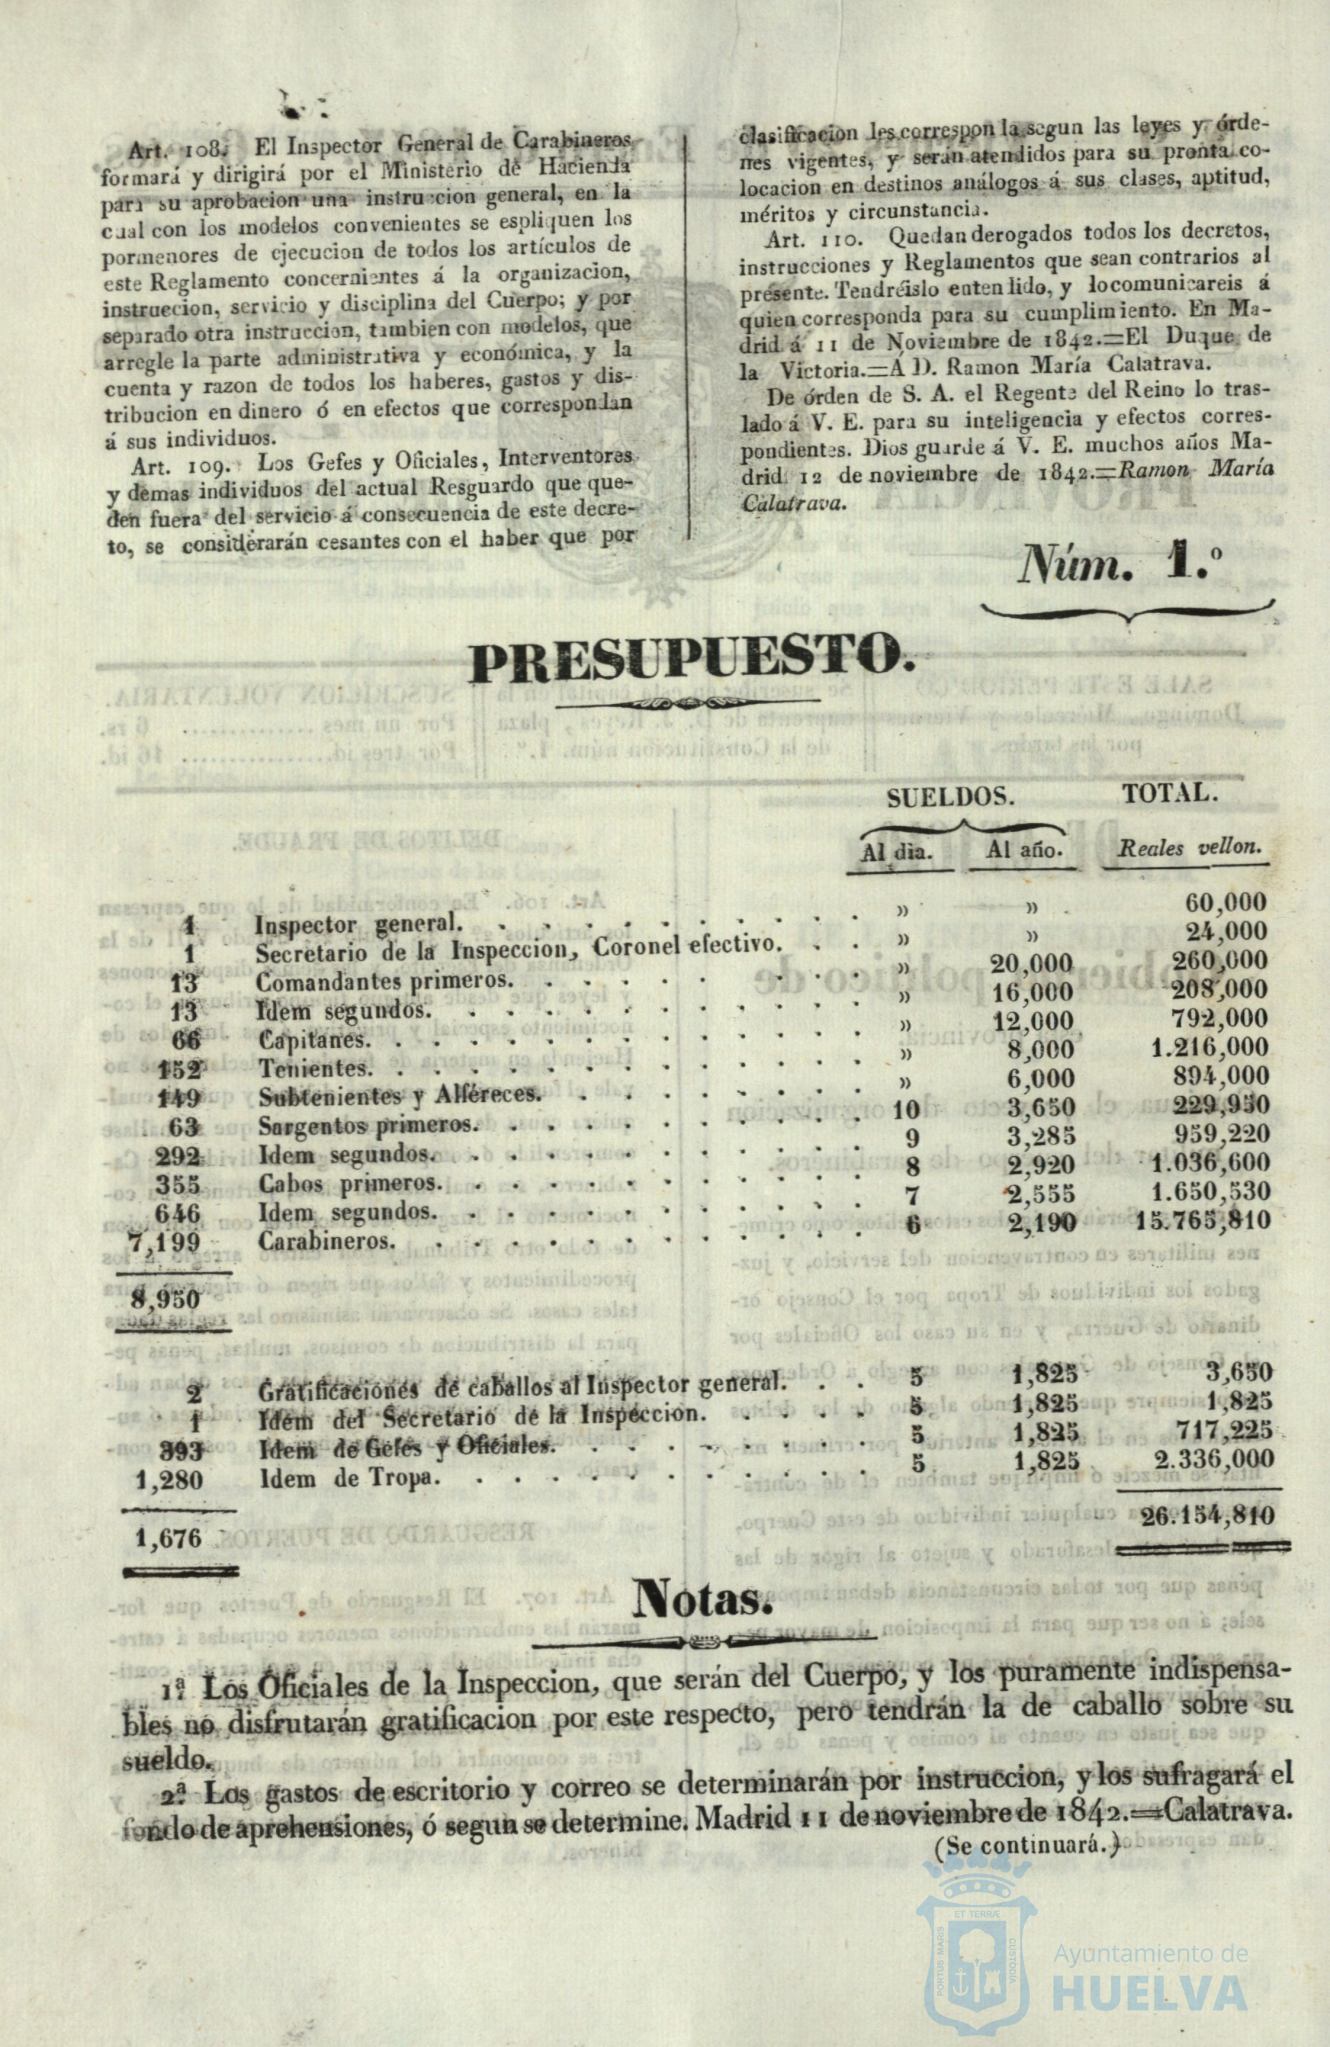 Art. 108. El Inspector General de Carabineros
formará y dirigirá por el Ministerio de Hacienda
para su aprobacion una instruccion general, en la
cual con los modelos convenientes se espliquen los
pormenores de ejecucion de todos los artículos de
este Reglamento concernientes á la organizacion,
instruccion, servicio y disciplina del Cuerpo; y por
separado otra instruccion, tambien con modelos, que
arregle la parte administrativa y económica, y la
cuenta y razon de todos los haberes, gastos y dis-
tribucion en dinero ó en efectos que correspondan
á sus individuos.
Art. 109. Los Gefes y Oficiales, Interventores
y demas individuos del actual Resguardo que que-
den fuera del servicio á consecuencia de este decre-
to, se considerarán cesantes con el haber que por
clasificacion les correspon la segun las leyes y órde-
nes vigentes, y serán atendidos para su pronta co-
locacion en destinos análogos á sus clases, aptitud,
méritos y circunstancia.
Art. 110. Quedan derogados todos los decretos,
instrucciones y Reglamentos que sean contrarios al
présente. Tendréislo enten lido, y lo comunicareis á
quien corresponda para su cumplimiento. En Ma-
drid á 11 de Noviembre de 1842.=El Duque de
la Victoria.=Á D. Ramon María Calatrava.
De órden de S. A. el Regente del Reino lo tras-
lado á V. E. para su inteligencia y efectos corres-
pondientes. Dios guarde á V. E. muchos años Ma-
drid 12 de noviembre de 1842.=Ramon María
Calatrava.
Núm. 1.º
PRESUPUESTO.
SUELDOS. TOTAL.
Al dia. Al año. Reales vellon.
1 Inspector general. » » 60,000
1 Secretario de la Inspeccion, Coronel efectivo. » » 24,000
13 Comandantes primeros. » 20,000 260,000
13 Idem segundos. » 16,000 208,000
66 Capitanes. » 12,000 792,000
152 Tenientes. » 8,000 1.216,000
149 Subtenientes y Alféreces. » 6,000 894,000
63 Sargentos primeros. 10 3,650 229,950
292 Idem segundos. 9 3,285 959,220
355 Cabos primeros. 8 2,920 1.036,600
646 Idem segundos. 7 2,555 1.650,530
7,199 Carabineros. 6 2,190 15.765,810
8,950
2 Gratificaciones de caballos al Inspector general. 5 1,825 3,650
1 Idem del Secretario de la Inspeccion. 5 1,825 1,825
393 Idem de Gefes y Oficiales. 5 1,825 717,225
1,280 Idem de Tropa. 5 1,825 2.336,000
1,676 26.154,810
Notas.
1ª. Los Oficiales de la Inspeccion, que serán del Cuerpo, y los puramente indispensa-
bles no disfrutarán gratificacion por este respecto, pero tendrán la de caballo sobre su
sueldo.
2ª. Los gastos de escritorio y correo se determinarán por instruccion, y los sufragará el
fondo de aprehensiones, ó segun se determine. Madrid 11 de noviembre de 1842.=Calatrava.
(Se continuará.)
PORTUS MARIS
ET TERRÆ
CUSTODIA
Ayuntamiento de
HUELVA